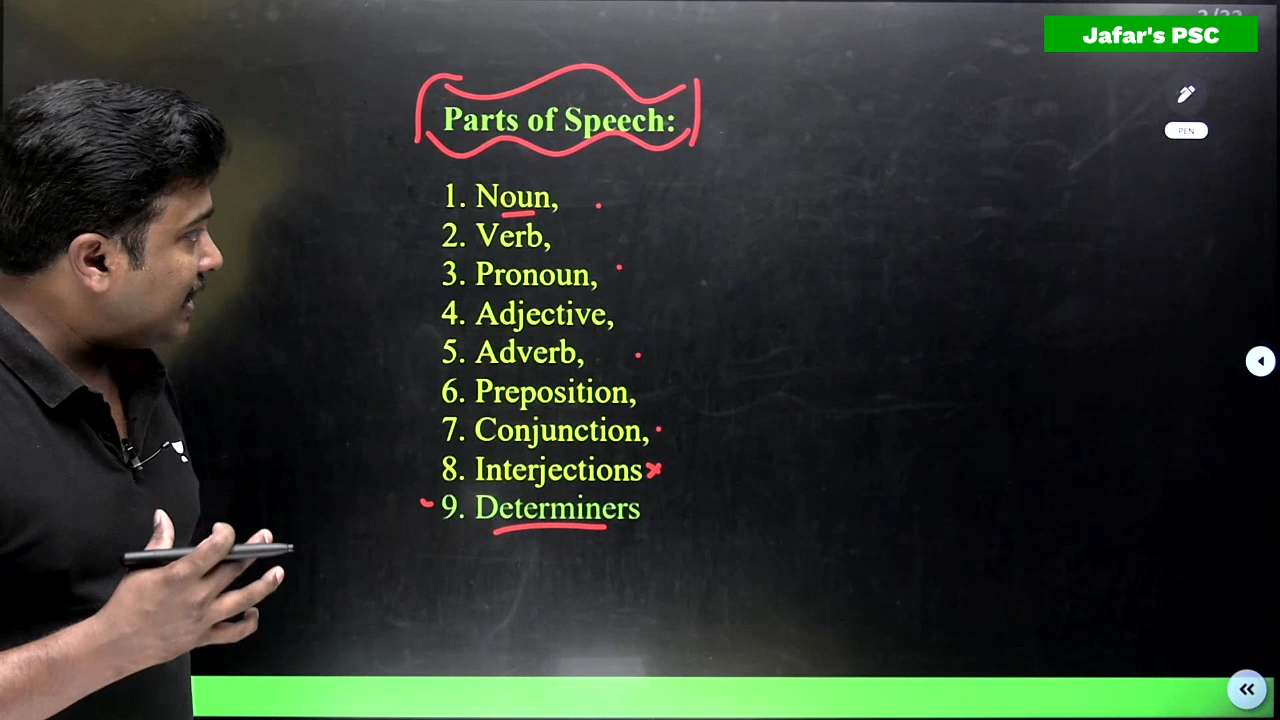 Jafar's PSC
PEN
Parts of Speech:
1. Noun,
2. Verb,
3. Pronoun,
4. Adjective,
5. Adverb,
6. Preposition,
7. Conjunction,
8. Interjections
9. Determiners